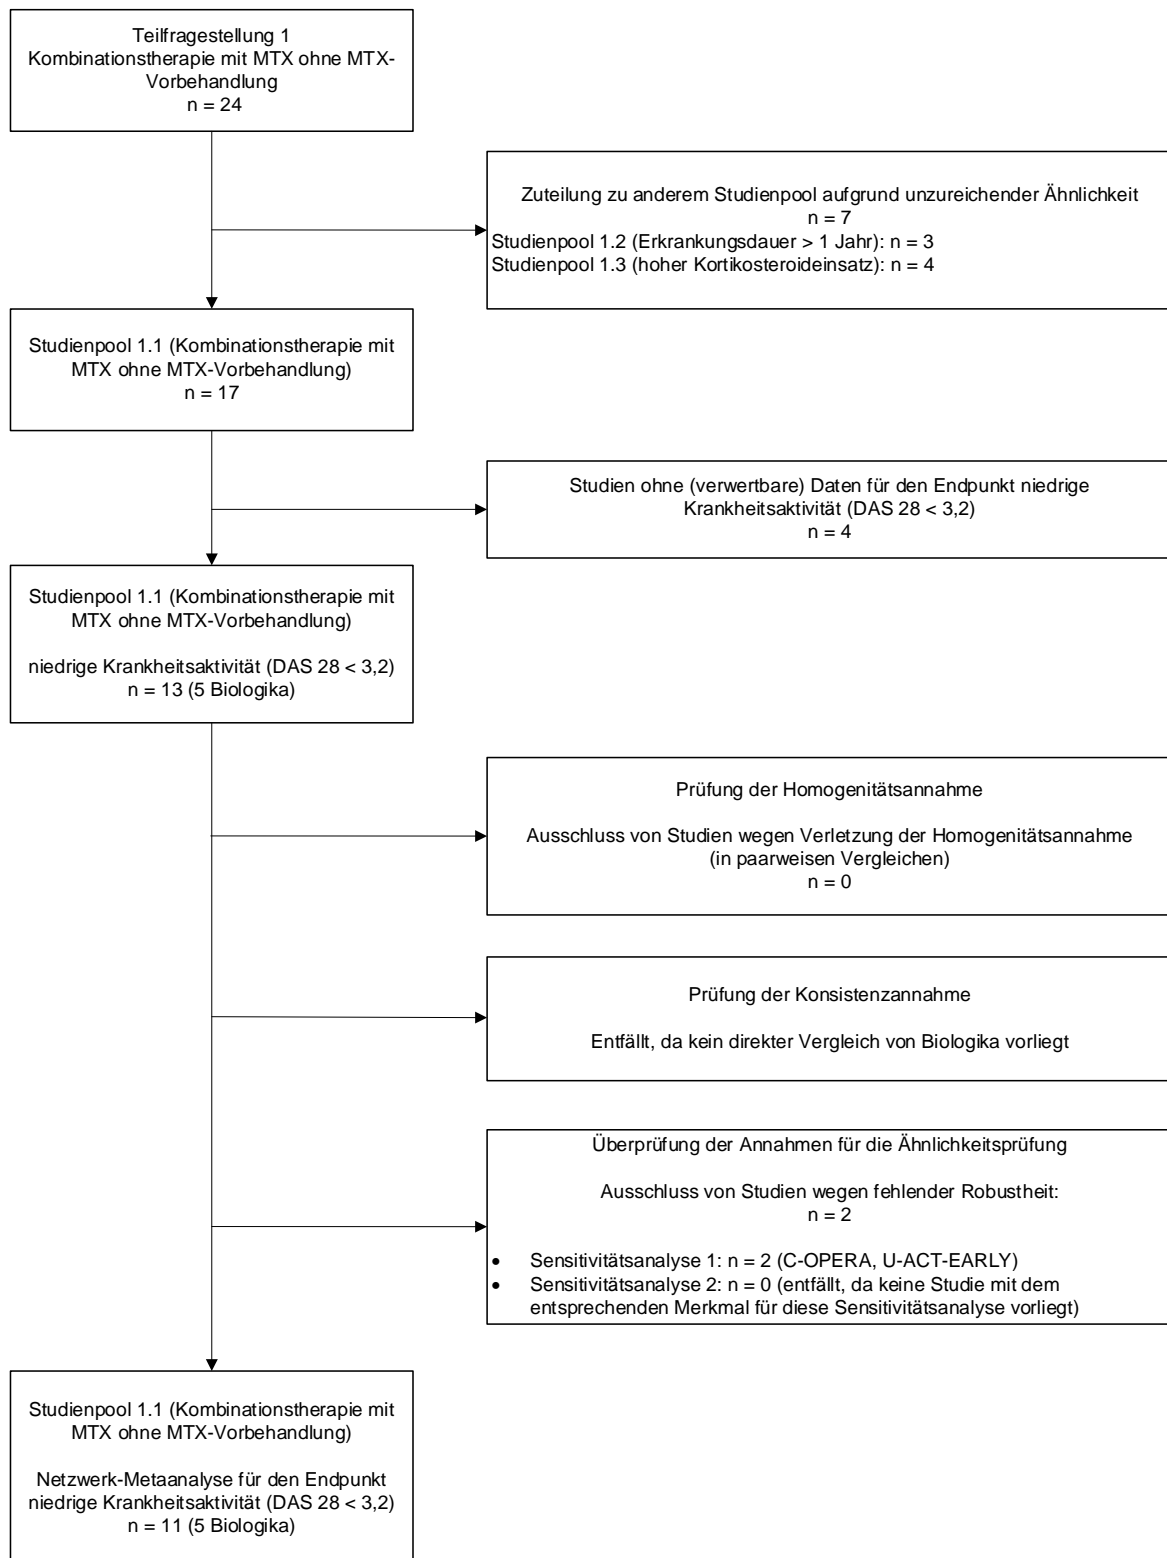 Teilfragestellung 1
Kombinationstherapie mit MTX ohne MTX-
Vorbehandlung
n = 24
Zuteilung zu anderem Studienpool aufgrund unzureichender Ähnlichkeit
n = 7
Studienpool 1.2 (Erkrankungsdauer > 1 Jahr): n = 3
Studienpool 1.3 (hoher Kortikosteroideinsatz): n = 4
Studienpool 1.1 (Kombinationstherapie mit
MTX ohne MTX-Vorbehandlung)
n = 17
Studien ohne (verwertbare) Daten für den Endpunkt niedrige
Krankheitsaktivität (DAS 28 < 3,2)
n = 4
Studienpool 1.1 (Kombinationstherapie mit
MTX ohne MTX-Vorbehandlung)
niedrige Krankheitsaktivität (DAS 28 < 3,2)
n = 13 (5 Biologika)
Prüfung der Homogenitätsannahme
Ausschluss von Studien wegen Verletzung der Homogenitätsannahme
(in paarweisen Vergleichen)
n = 0
Prüfung der Konsistenzannahme
Entfällt, da kein direkter Vergleich von Biologika vorliegt
Überprüfung der Annahmen für die Ähnlichkeitsprüfung
Ausschluss von Studien wegen fehlender Robustheit:
n = 2
• Sensitivitätsanalyse 1: n = 2 (C-OPERA, U-ACT-EARLY)
• Sensitivitätsanalyse 2: n = 0 (entfällt, da keine Studie mit dem
entsprechenden Merkmal für diese Sensitivitätsanalyse vorliegt)
Studienpool 1.1 (Kombinationstherapie mit
MTX ohne MTX-Vorbehandlung)
Netzwerk-Metaanalyse für den Endpunkt
niedrige Krankheitsaktivität (DAS 28 < 3,2)
n = 11 (5 Biologika)